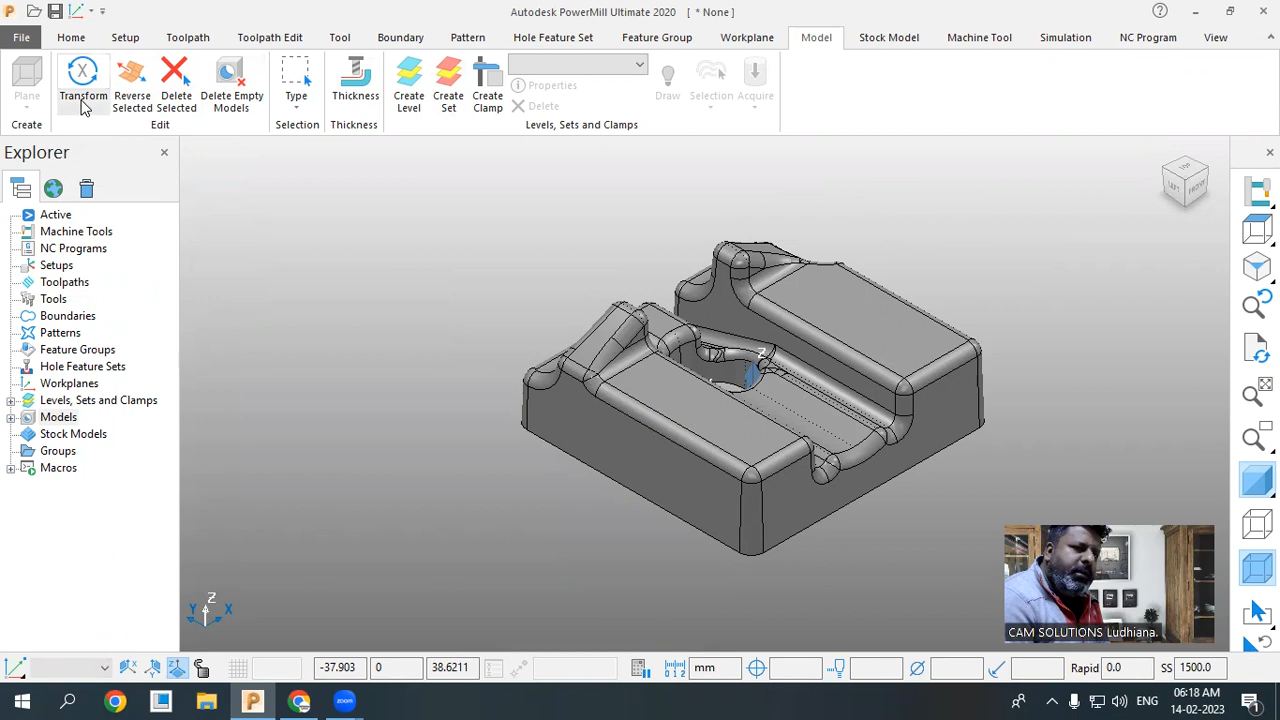 Autodesk PowerMill Ultimate 2020 [ * None ]
File Home Setup Toolpath Toolpath Edit Tool Boundary Pattern Hole Feature Set Feature Group Workplane Model Stock Model Machine Tool Simulation NC Program View
Plane
Transform
Reverse Selected
Delete Selected
Delete Empty Models
Type
Thickness
Create Level
Create Set
Create Clamp
Properties
Delete
Draw
Selection
Acquire
Create
Edit
Selection
Thickness
Levels, Sets and Clamps
Explorer
Active
Machine Tools
NC Programs
Setups
Toolpaths
Tools
Boundaries
Patterns
Feature Groups
Hole Feature Sets
Workplanes
Levels, Sets and Clamps
Models
Stock Models
Groups
Macros
TOP
LEFT
FRONT
Z
Z
Y
X
CAM SOLUTIONS Ludhiana.
-37.903 0 38.6211 mm Rapid 0.0 SS 1500.0
ENG
06:18 AM
14-02-2023